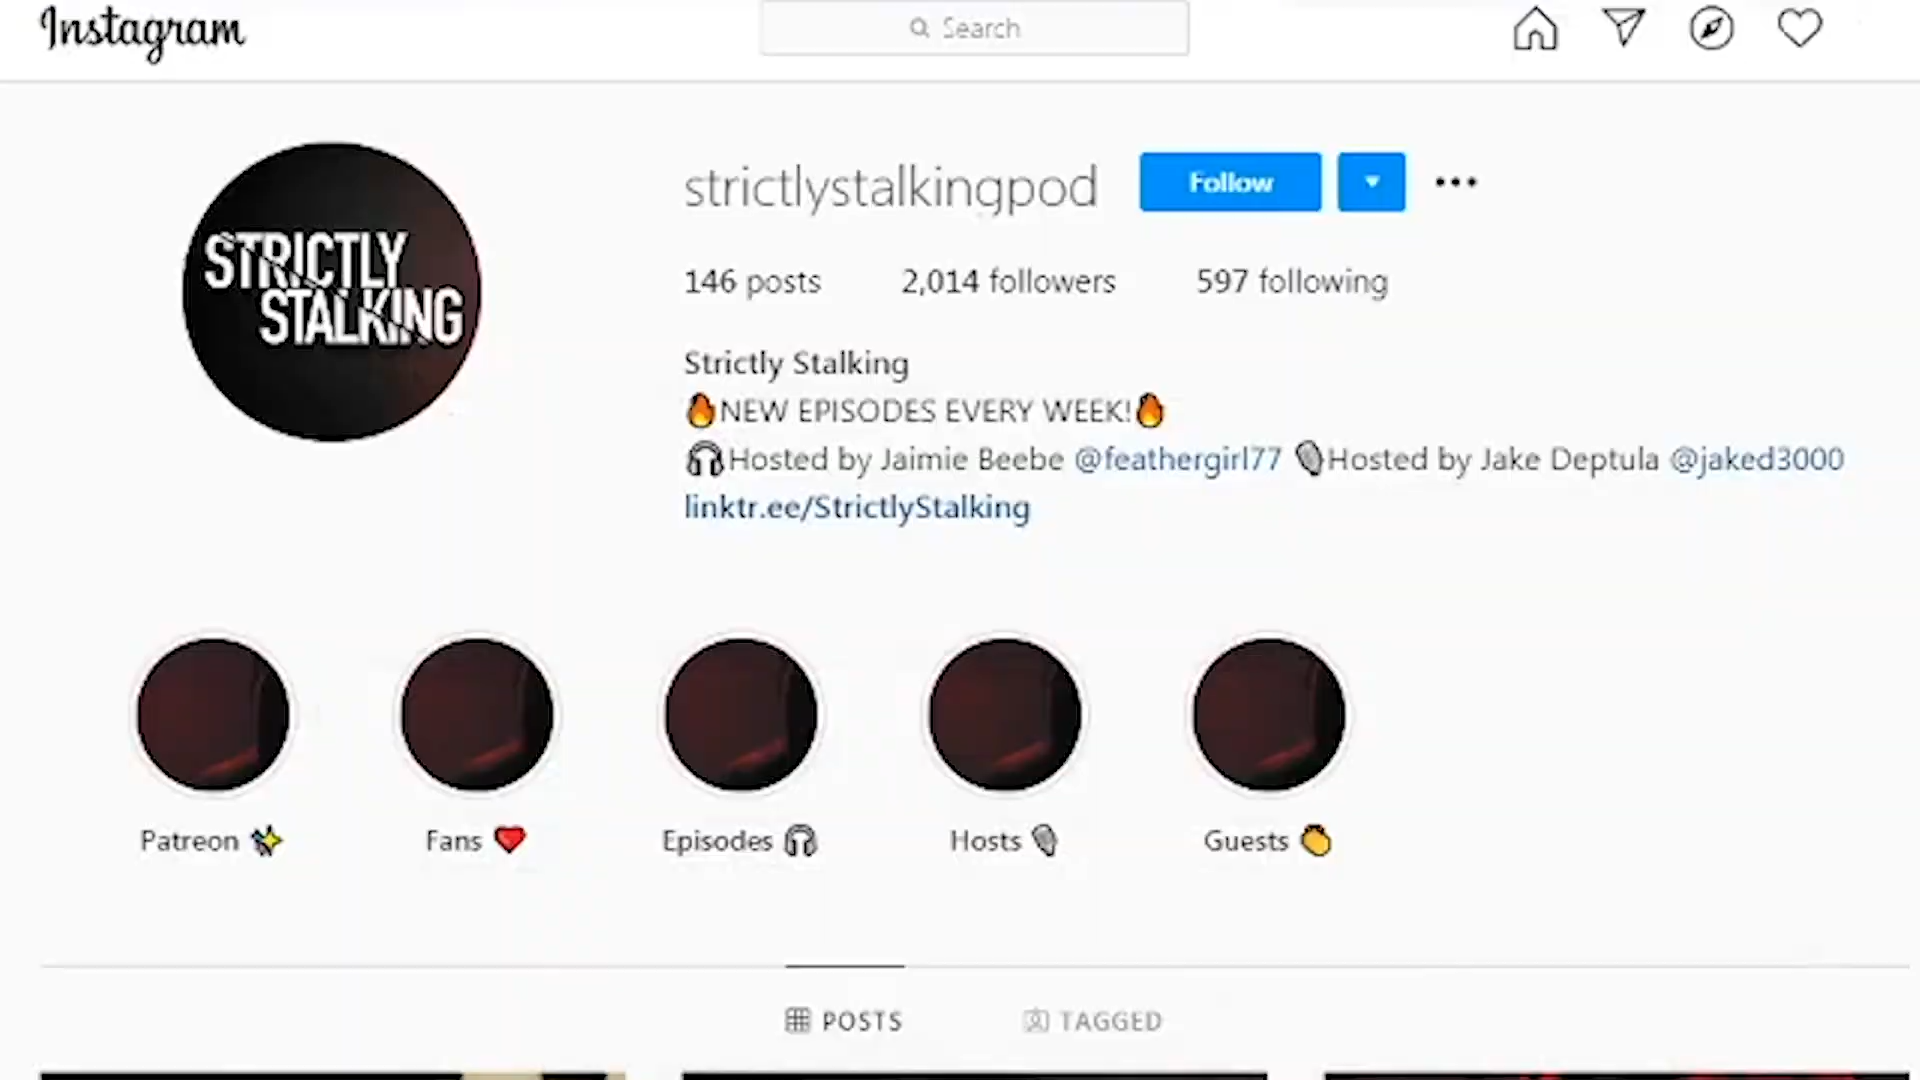 Instagram
Search
STRICTLY
STALKING
strictlystalkingpod
Follow
146 posts 2,014 followers 597 following
Strictly Stalking
🔥NEW EPISODES EVERY WEEK!🔥
🎧Hosted by Jaimie Beebe @feathergirl77 🎙Hosted by Jake Deptula @jaked3000
linktr.ee/StrictlyStalking
Patreon ✨ Fans ❤️ Episodes 🎧 Hosts 🎙 Guests 👏
POSTS TAGGED